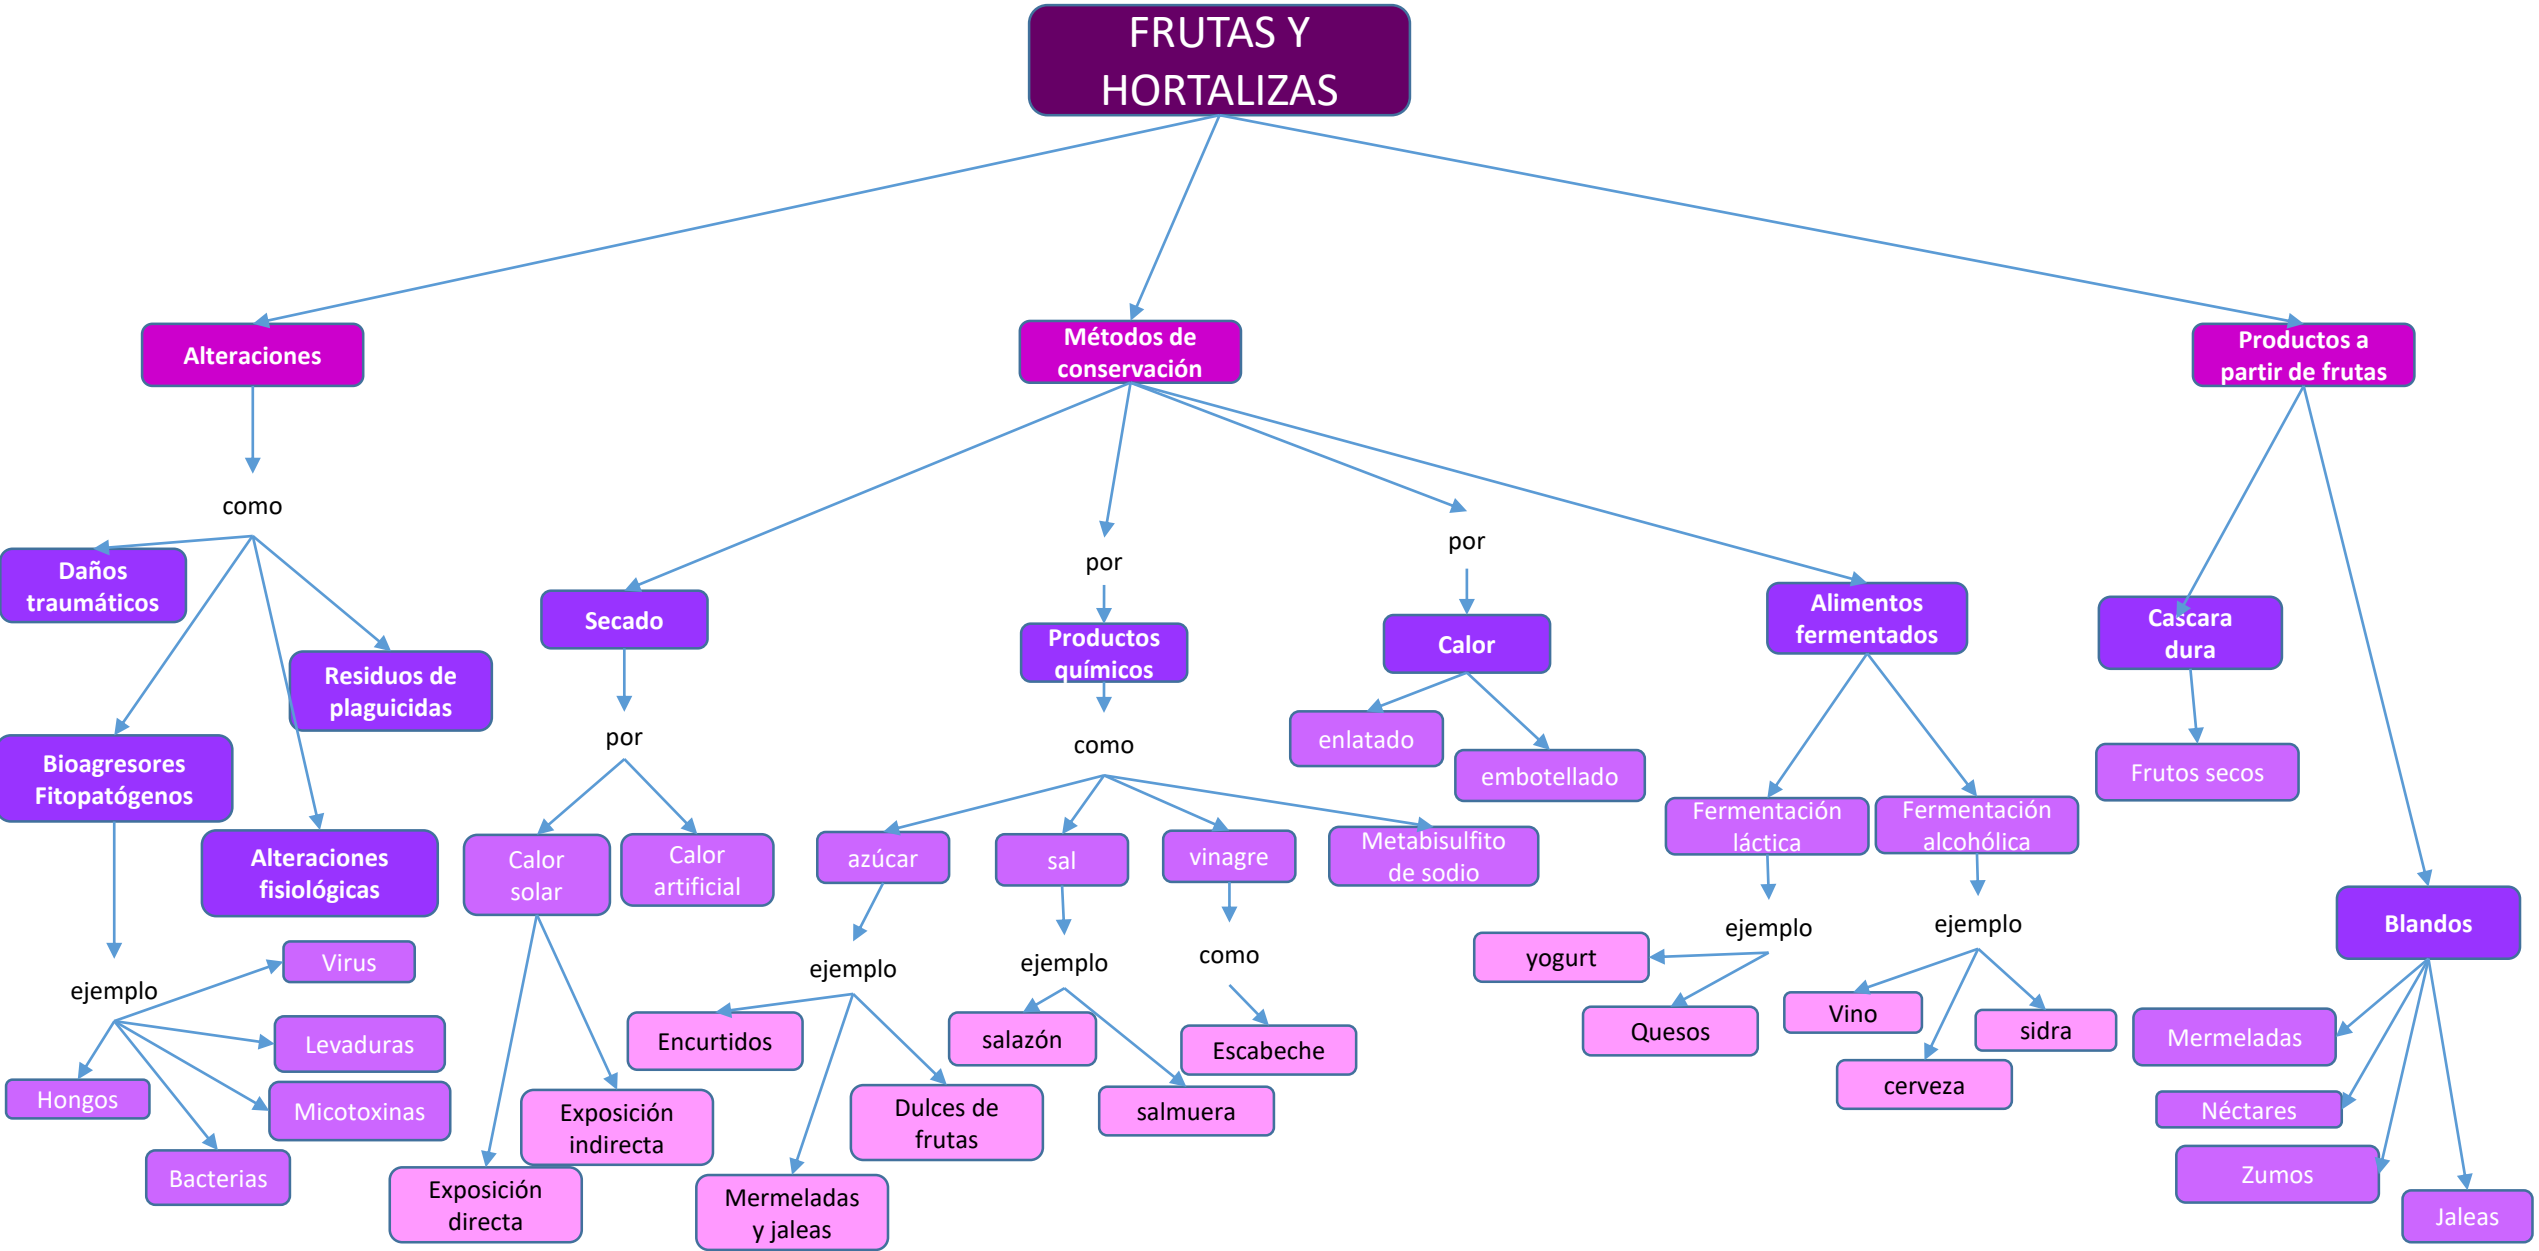 FRUTAS Y
HORTALIZAS
Alteraciones
Métodos de
conservación
Productos a
partir de frutas
como
Daños
traumáticos
Residuos de
plaguicidas
Bioagresores
Fitopatógenos
Alteraciones
fisiológicas
ejemplo
Virus
Levaduras
Hongos
Micotoxinas
Bacterias
Secado
por
Calor
solar
Calor
artificial
Exposición
indirecta
Exposición
directa
por
Productos
químicos
como
azúcar
sal
vinagre
Metabisulfito
de sodio
ejemplo
Encurtidos
Mermeladas
y jaleas
Dulces de
frutas
ejemplo
salazón
salmuera
como
Escabeche
por
Calor
enlatado
embotellado
Alimentos
fermentados
Fermentación
láctica
Fermentación
alcohólica
ejemplo
yogurt
Quesos
ejemplo
Vino
sidra
cerveza
Cascara
dura
Frutos secos
Blandos
Mermeladas
Néctares
Zumos
Jaleas